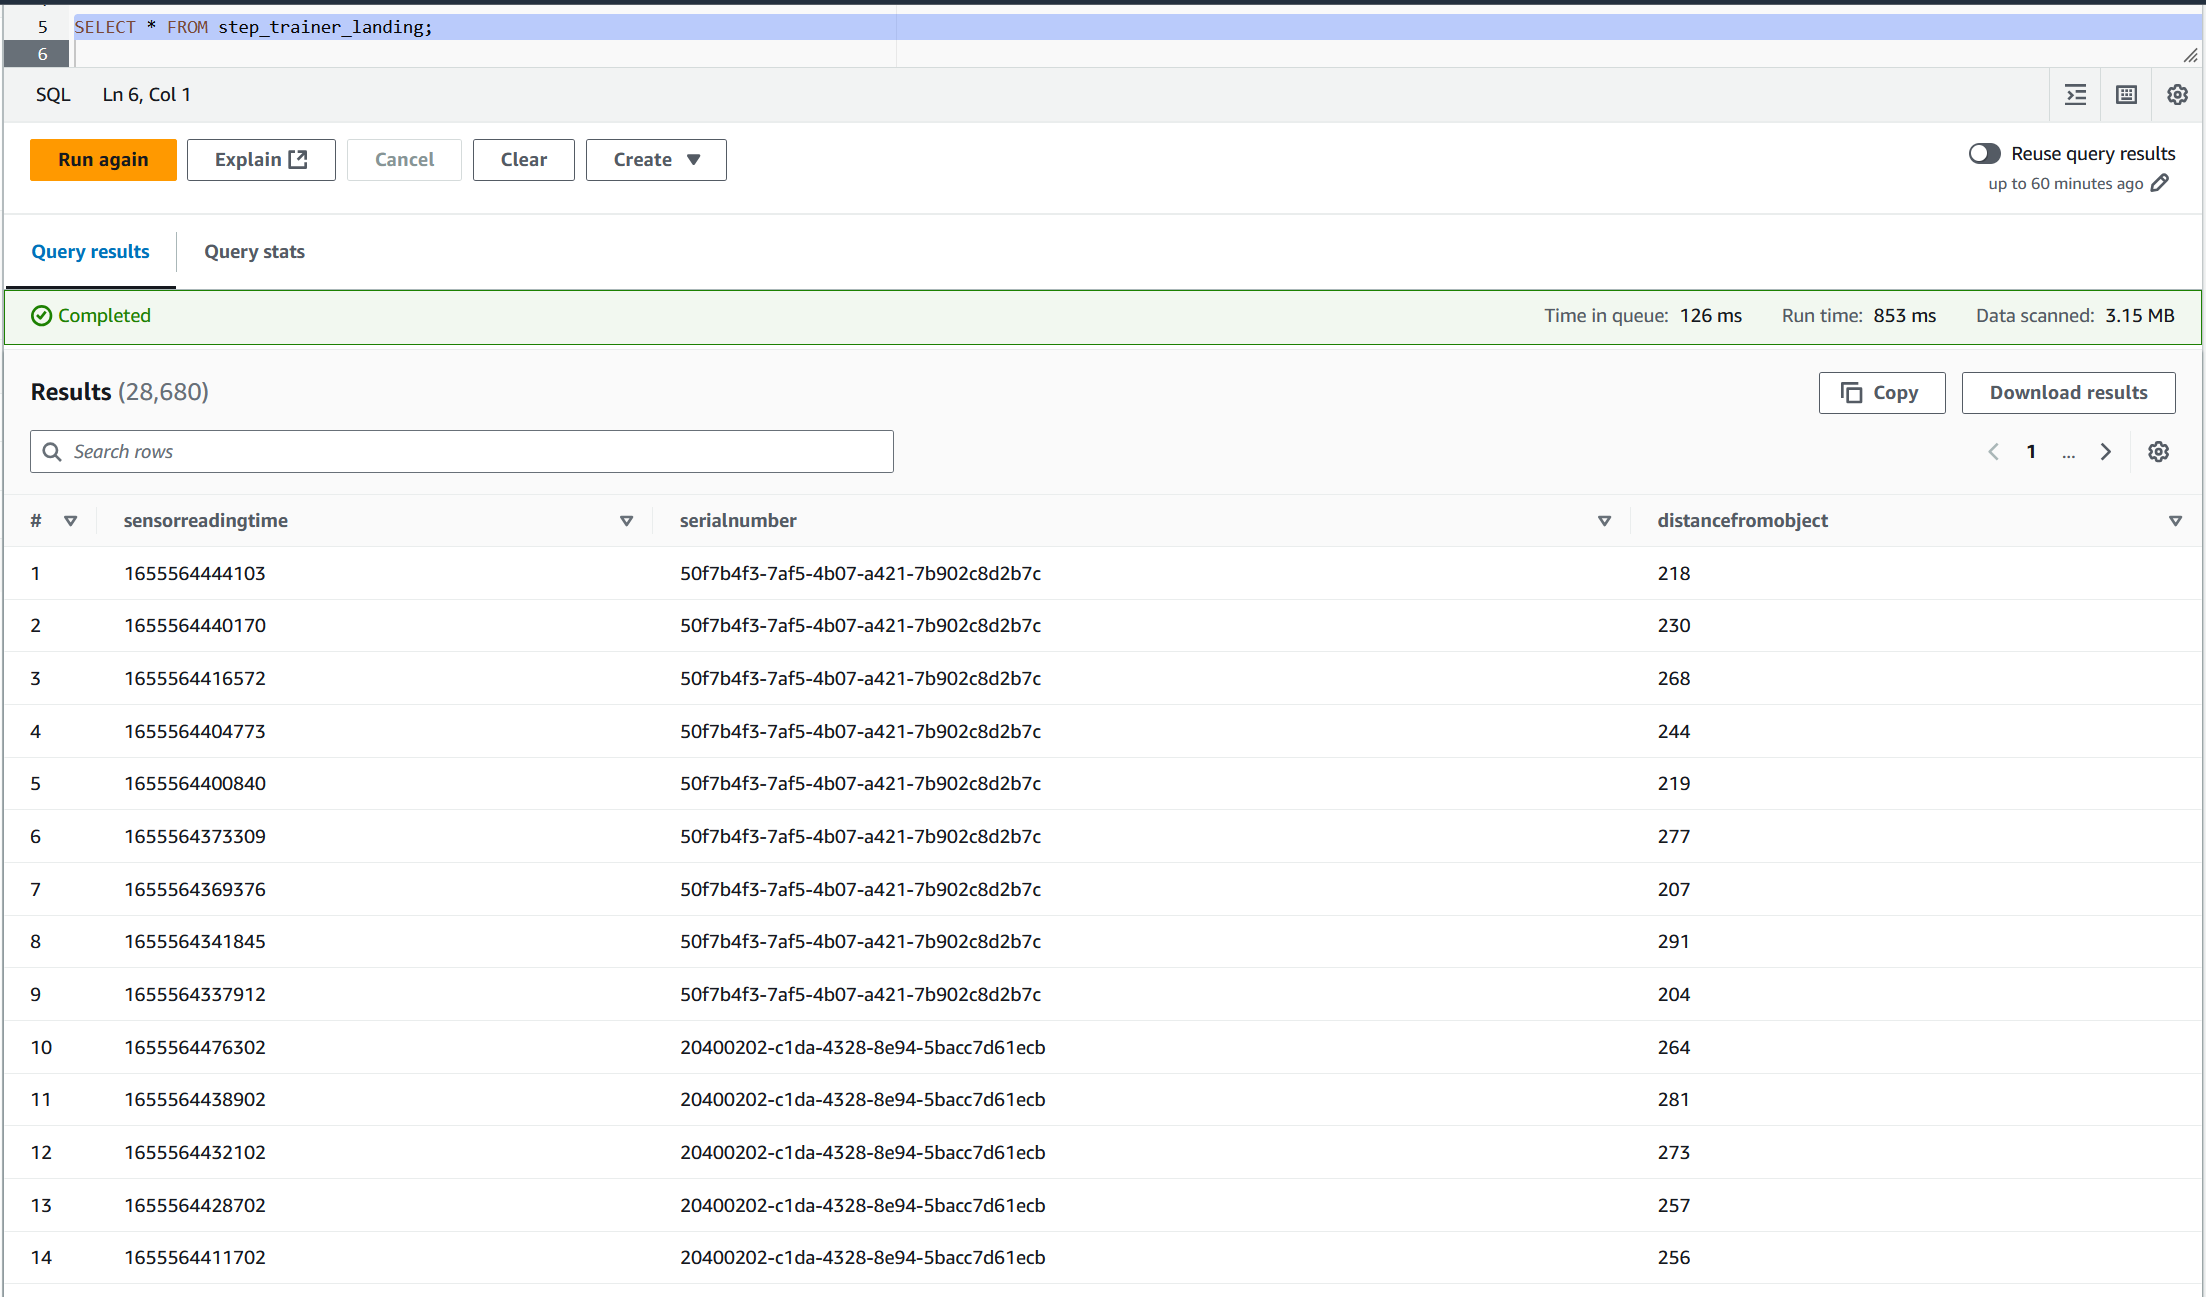 5 SELECT * FROM step_trainer_landing;
6
SQL Ln 6, Col 1
Run again Explain Cancel Clear Create Reuse query results
up to 60 minutes ago
Query results Query stats
Completed Time in queue: 126 ms Run time: 853 ms Data scanned: 3.15 MB
Results (28,680) Copy Download results
Search rows 1 ...
# sensorreadingtime serialnumber distancefromobject
1 1655564444103 50f7b4f3-7af5-4b07-a421-7b902c8d2b7c 218
2 1655564440170 50f7b4f3-7af5-4b07-a421-7b902c8d2b7c 230
3 1655564416572 50f7b4f3-7af5-4b07-a421-7b902c8d2b7c 268
4 1655564404773 50f7b4f3-7af5-4b07-a421-7b902c8d2b7c 244
5 1655564400840 50f7b4f3-7af5-4b07-a421-7b902c8d2b7c 219
6 1655564373309 50f7b4f3-7af5-4b07-a421-7b902c8d2b7c 277
7 1655564369376 50f7b4f3-7af5-4b07-a421-7b902c8d2b7c 207
8 1655564341845 50f7b4f3-7af5-4b07-a421-7b902c8d2b7c 291
9 1655564337912 50f7b4f3-7af5-4b07-a421-7b902c8d2b7c 204
10 1655564476302 20400202-c1da-4328-8e94-5bacc7d61ecb 264
11 1655564438902 20400202-c1da-4328-8e94-5bacc7d61ecb 281
12 1655564432102 20400202-c1da-4328-8e94-5bacc7d61ecb 273
13 1655564428702 20400202-c1da-4328-8e94-5bacc7d61ecb 257
14 1655564411702 20400202-c1da-4328-8e94-5bacc7d61ecb 256